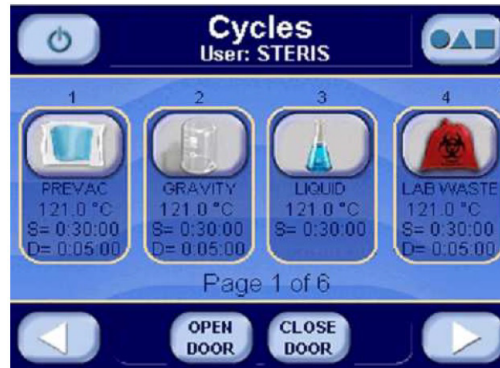 Cycles
User: STERIS
1
2
3
4
PREVAC
121.0 °C
S= 0:30:00
D= 0:05:00
GRAVITY
121.0 °C
S= 0:30:00
D= 0:05:00
LIQUID
121.0 °C
S= 0:30:00
LAB WASTE
121.0 °C
S= 0:30:00
D= 0:05:00
Page 1 of 6
OPEN
DOOR
CLOSE
DOOR